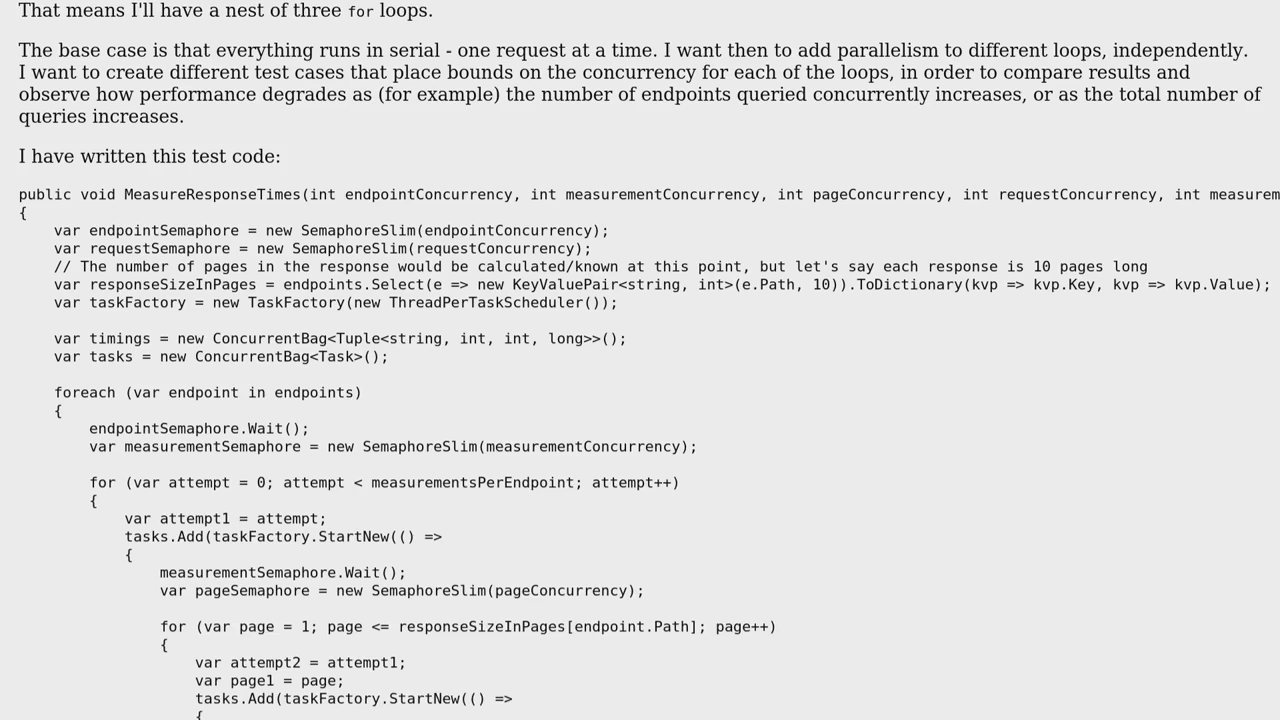 That means I'll have a nest of three for loops.
The base case is that everything runs in serial - one request at a time. I want then to add parallelism to different loops, independently.
I want to create different test cases that place bounds on the concurrency for each of the loops, in order to compare results and
observe how performance degrades as (for example) the number of endpoints queried concurrently increases, or as the total number of
queries increases.
I have written this test code:
public void MeasureResponseTimes(int endpointConcurrency, int measurementConcurrency, int pageConcurrency, int requestConcurrency, int measurem
{
    var endpointSemaphore = new SemaphoreSlim(endpointConcurrency);
    var requestSemaphore = new SemaphoreSlim(requestConcurrency);
    // The number of pages in the response would be calculated/known at this point, but let's say each response is 10 pages long
    var responseSizeInPages = endpoints.Select(e => new KeyValuePair<string, int>(e.Path, 10)).ToDictionary(kvp => kvp.Key, kvp => kvp.Value);
    var taskFactory = new TaskFactory(new ThreadPerTaskScheduler());
    var timings = new ConcurrentBag<Tuple<string, int, int, long>>();
    var tasks = new ConcurrentBag<Task>();
    foreach (var endpoint in endpoints)
    {
        endpointSemaphore.Wait();
        var measurementSemaphore = new SemaphoreSlim(measurementConcurrency);
        for (var attempt = 0; attempt < measurementsPerEndpoint; attempt++)
        {
            var attempt1 = attempt;
            tasks.Add(taskFactory.StartNew(() =>
            {
                measurementSemaphore.Wait();
                var pageSemaphore = new SemaphoreSlim(pageConcurrency);
                for (var page = 1; page <= responseSizeInPages[endpoint.Path]; page++)
                {
                    var attempt2 = attempt1;
                    var page1 = page;
                    tasks.Add(taskFactory.StartNew(() =>
                    {